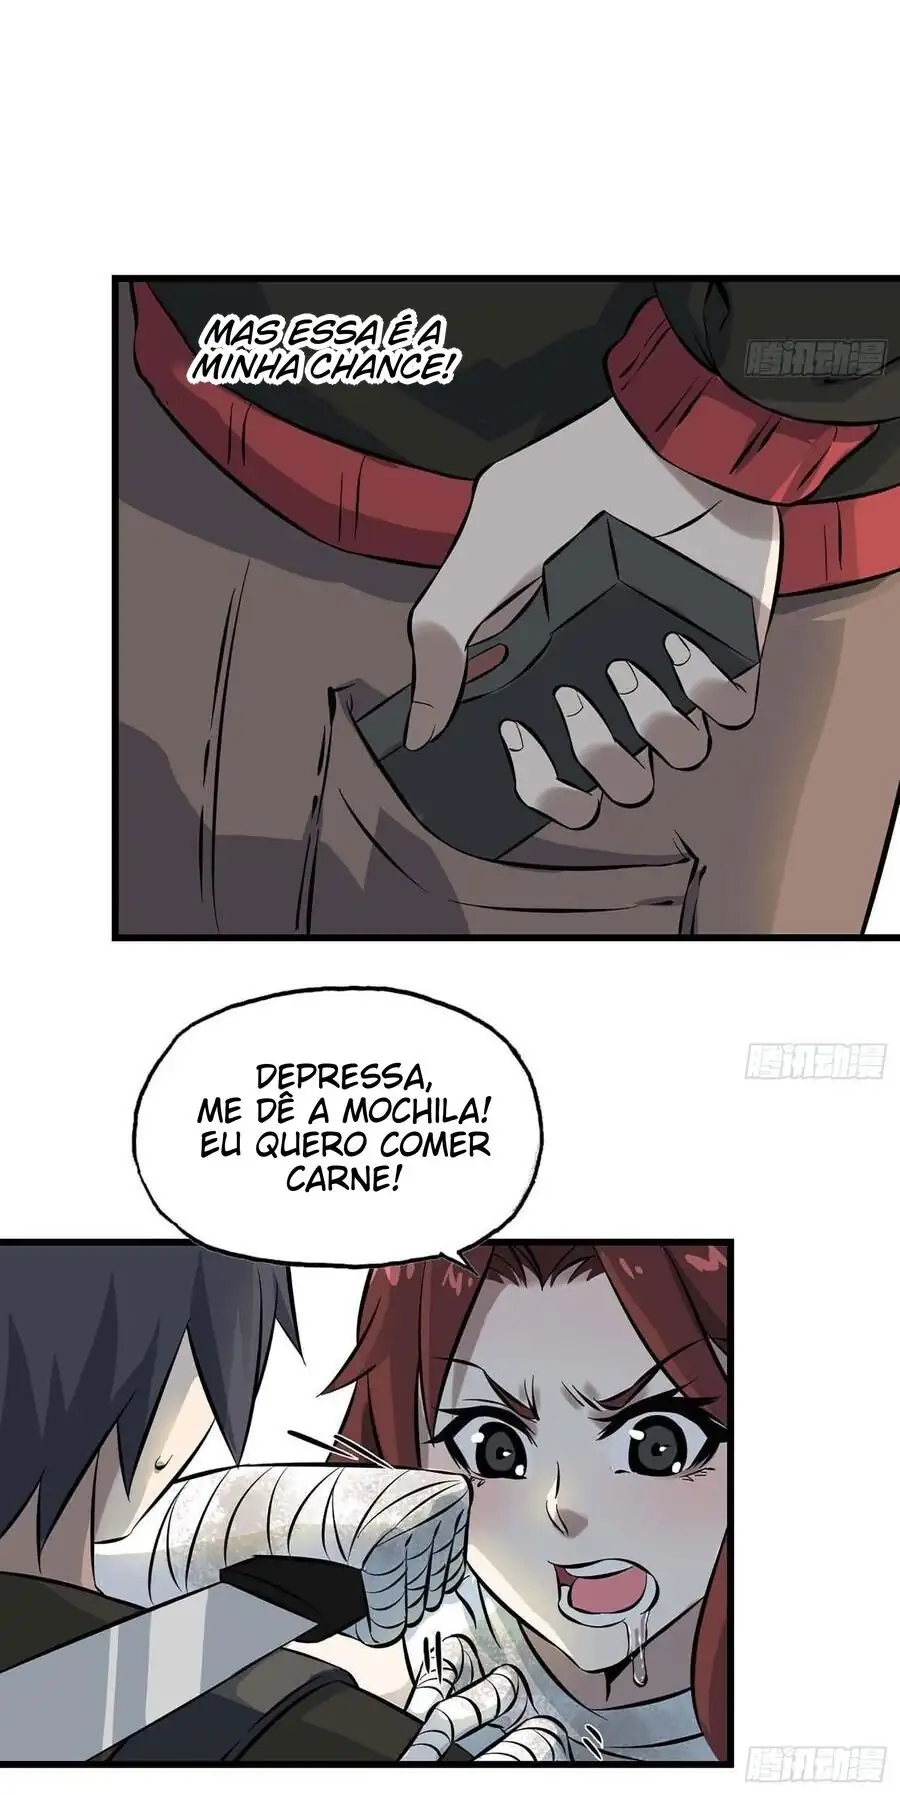 MAS ESSA É A
MINHA CHANCE!
腾讯动漫
DEPRESSA,
ME DÊ A MOCHILA!
EU QUERO COMER
CARNE!
腾讯动漫
腾讯动漫